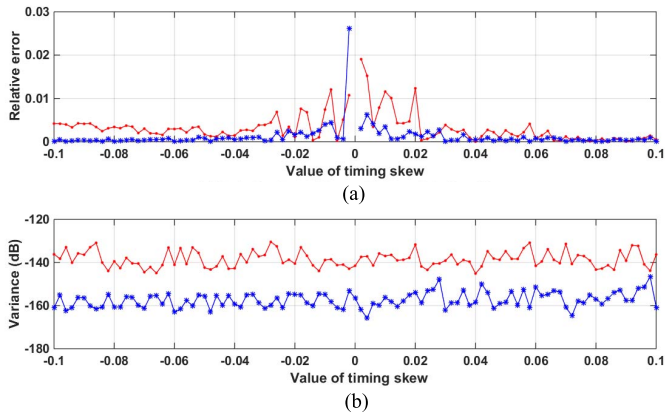 0.03
0.02
0.01
0
Relative error
-0.1 -0.08 -0.06 -0.04 -0.02 0 0.02 0.04 0.06 0.08 0.1
Value of timing skew
(a)
-120
-140
-160
-180
Variance (dB)
-0.1 -0.08 -0.06 -0.04 -0.02 0 0.02 0.04 0.06 0.08 0.1
Value of timing skew
(b)